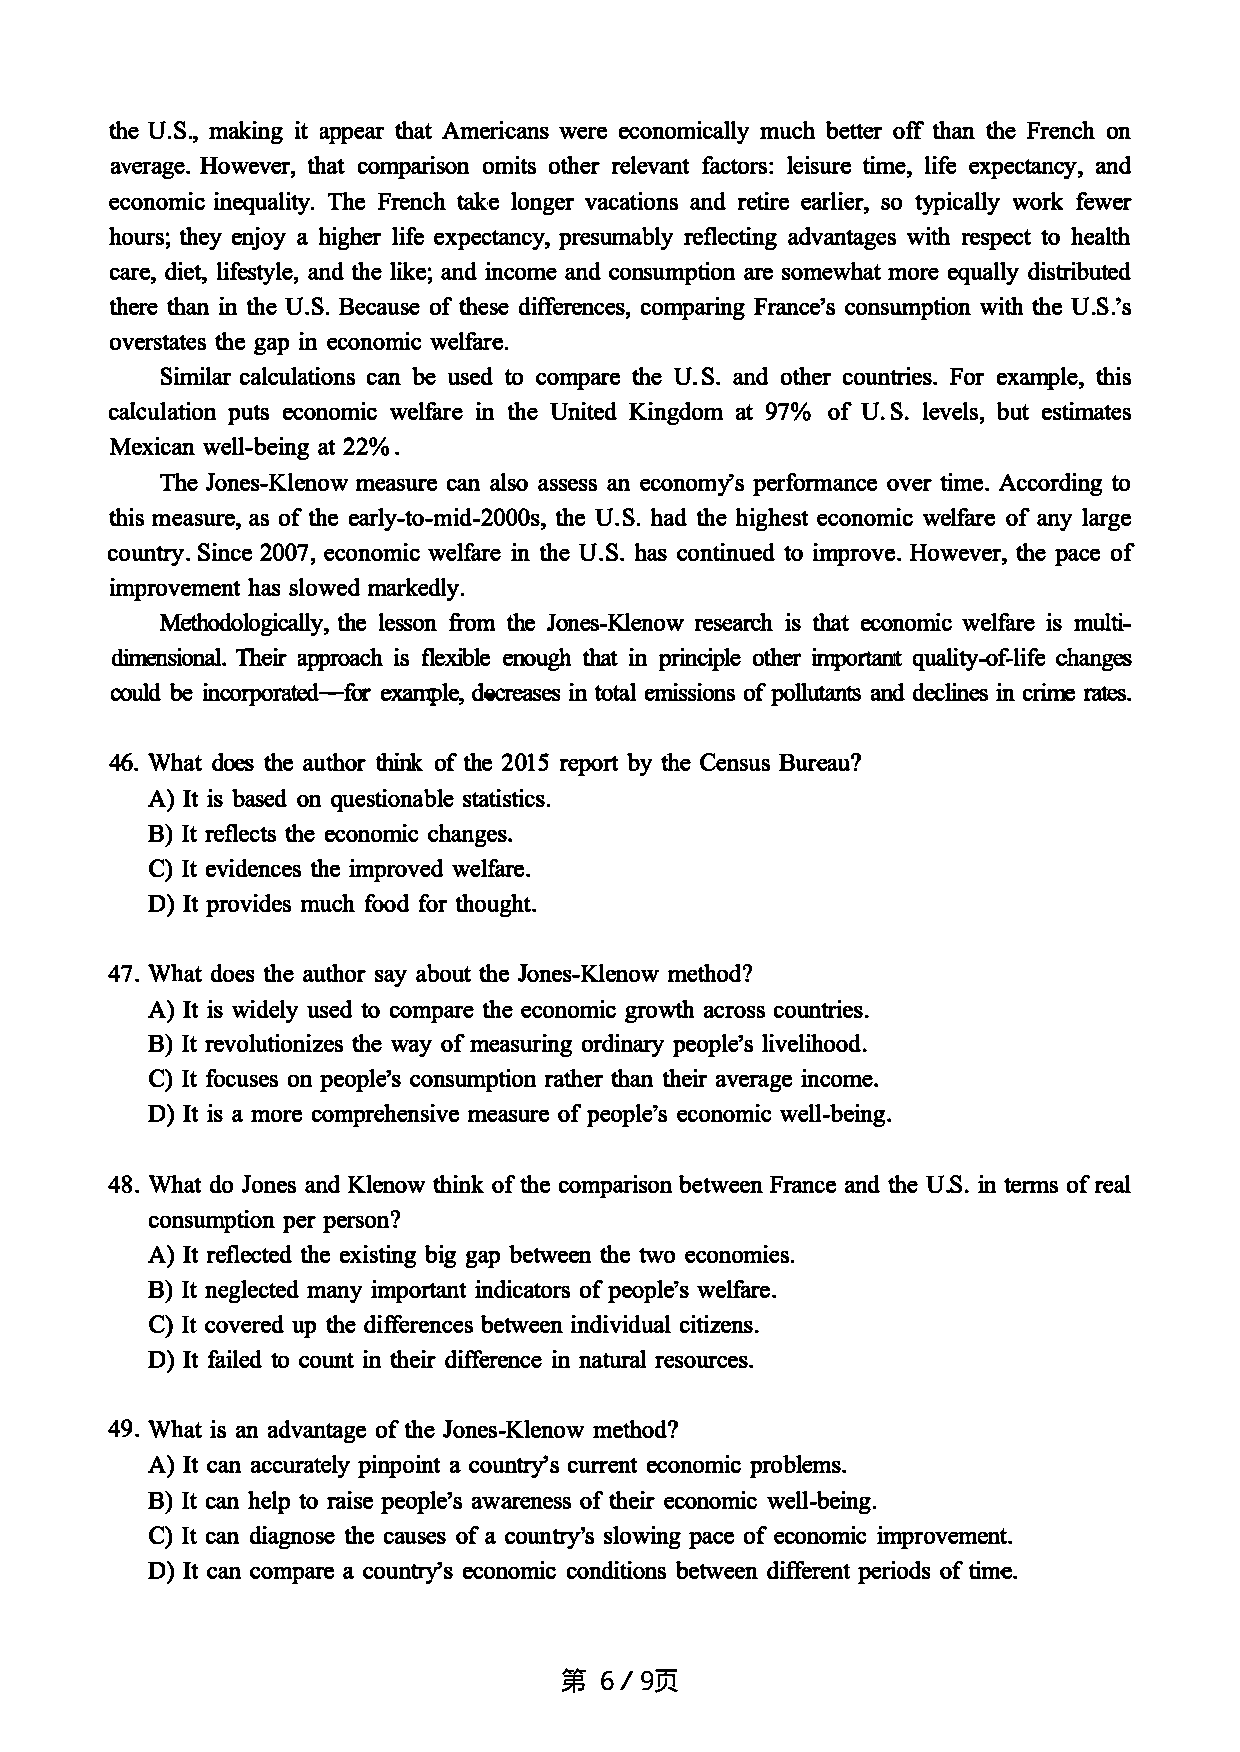 the U.S., making it appear that Americans were economically much better off than the French on
average. However, that comparison omits other relevant factors: leisure time, life expectancy, and
economic inequality. The French take longer vacations and retire earlier, so typically work fewer
hours; they enjoy a higher life expectancy, presumably reflecting advantages with respect to health
care, diet, lifestyle, and the like; and income and consumption are somewhat more equally distributed
there than in the U.S. Because of these differences, comparing France's consumption with the U.S.'s
overstates the gap in economic welfare.
Similar calculations can be used to compare the U.S. and other countries. For example, this
calculation puts economic welfare in the United Kingdom at 97% of U.S. levels, but estimates
Mexican well-being at 22%.
The Jones-Klenow measure can also assess an economy's performance over time. According to
this measure, as of the early-to-mid-2000s, the U.S. had the highest economic welfare of any large
country. Since 2007, economic welfare in the U.S. has continued to improve. However, the pace of
improvement has slowed markedly.
Methodologically, the lesson from the Jones-Klenow research is that economic welfare is multi-
dimensional. Their approach is flexible enough that in principle other important quality-of-life changes
could be incorporated—for example, decreases in total emissions of pollutants and declines in crime rates.
46. What does the author think of the 2015 report by the Census Bureau?
A) It is based on questionable statistics.
B) It reflects the economic changes.
C) It evidences the improved welfare.
D) It provides much food for thought.
47. What does the author say about the Jones-Klenow method?
A) It is widely used to compare the economic growth across countries.
B) It revolutionizes the way of measuring ordinary people's livelihood.
C) It focuses on people's consumption rather than their average income.
D) It is a more comprehensive measure of people's economic well-being.
48. What do Jones and Klenow think of the comparison between France and the U.S. in terms of real
consumption per person?
A) It reflected the existing big gap between the two economies.
B) It neglected many important indicators of people's welfare.
C) It covered up the differences between individual citizens.
D) It failed to count in their difference in natural resources.
49. What is an advantage of the Jones-Klenow method?
A) It can accurately pinpoint a country's current economic problems.
B) It can help to raise people's awareness of their economic well-being.
C) It can diagnose the causes of a country's slowing pace of economic improvement.
D) It can compare a country's economic conditions between different periods of time.
第 6 / 9页